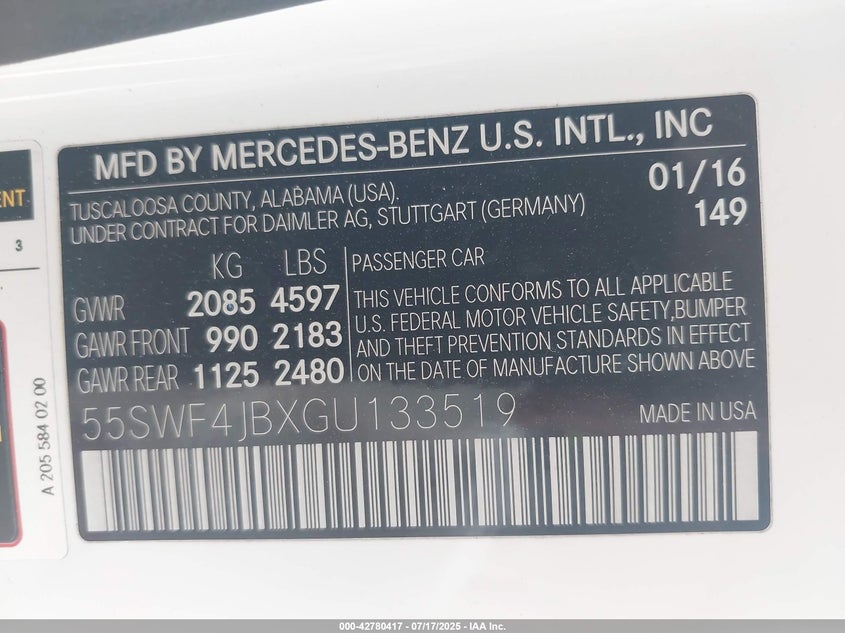 MFD BY MERCEDES-BENZ U.S. INTL., INC
TUSCALOOSA COUNTY, ALABAMA (USA).
UNDER CONTRACT FOR DAIMLER AG, STUTTGART (GERMANY)
01/16
149
KG LBS
GVWR 2085 4597
GAWR FRONT 990 2183
GAWR REAR 1125 2480
PASSENGER CAR
THIS VEHICLE CONFORMS TO ALL APPLICABLE
U.S. FEDERAL MOTOR VEHICLE SAFETY,BUMPER
AND THEFT PREVENTION STANDARDS IN EFFECT
ON THE DATE OF MANUFACTURE SHOWN ABOVE
55SWF4JBXGU133519
MADE IN USA
ENT
3
A 205 584 02 00
000-42780417 - 07/17/2025 - IAA Inc.